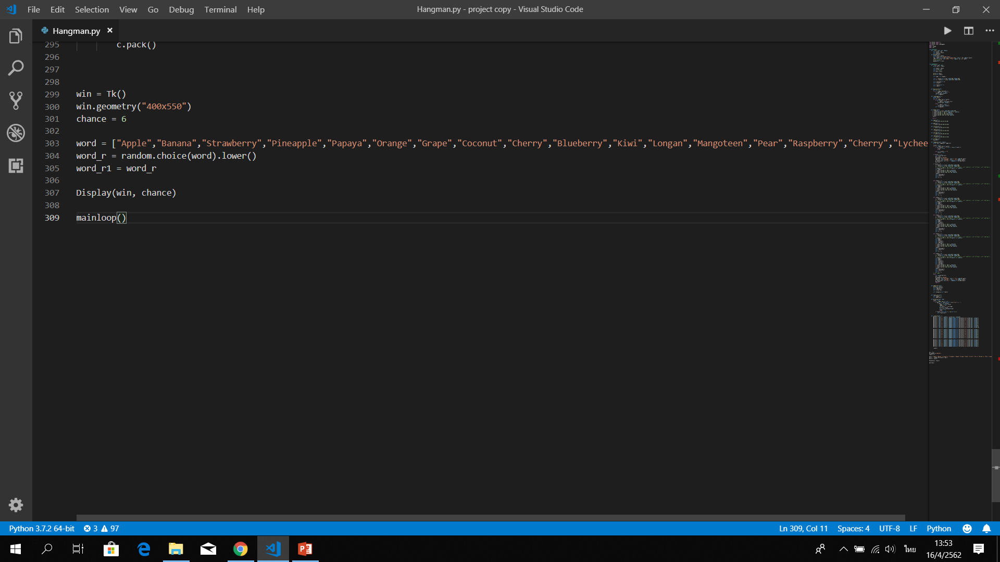 File Edit Selection View Go Debug Terminal Help
Hangman.py - project copy - Visual Studio Code
Hangman.py ×
295 c.pack()
296
297
298
299 win = Tk()
300 win.geometry("400x550")
301 chance = 6
302
303 word = ["Apple","Banana","Strawberry","Pineapple","Papaya","Orange","Grape","Coconut","Cherry","Blueberry","Kiwi","Longan","Mangoteen","Pear","Raspberry","Cherry","Lychee
304 word_r = random.choice(word).lower()
305 word_r1 = word_r
306
307 Display(win, chance)
308
309 mainloop()
Python 3.7.2 64-bit 3 97
Ln 309, Col 11 Spaces: 4 UTF-8 LF Python
ไทย
13:53
16/4/2562